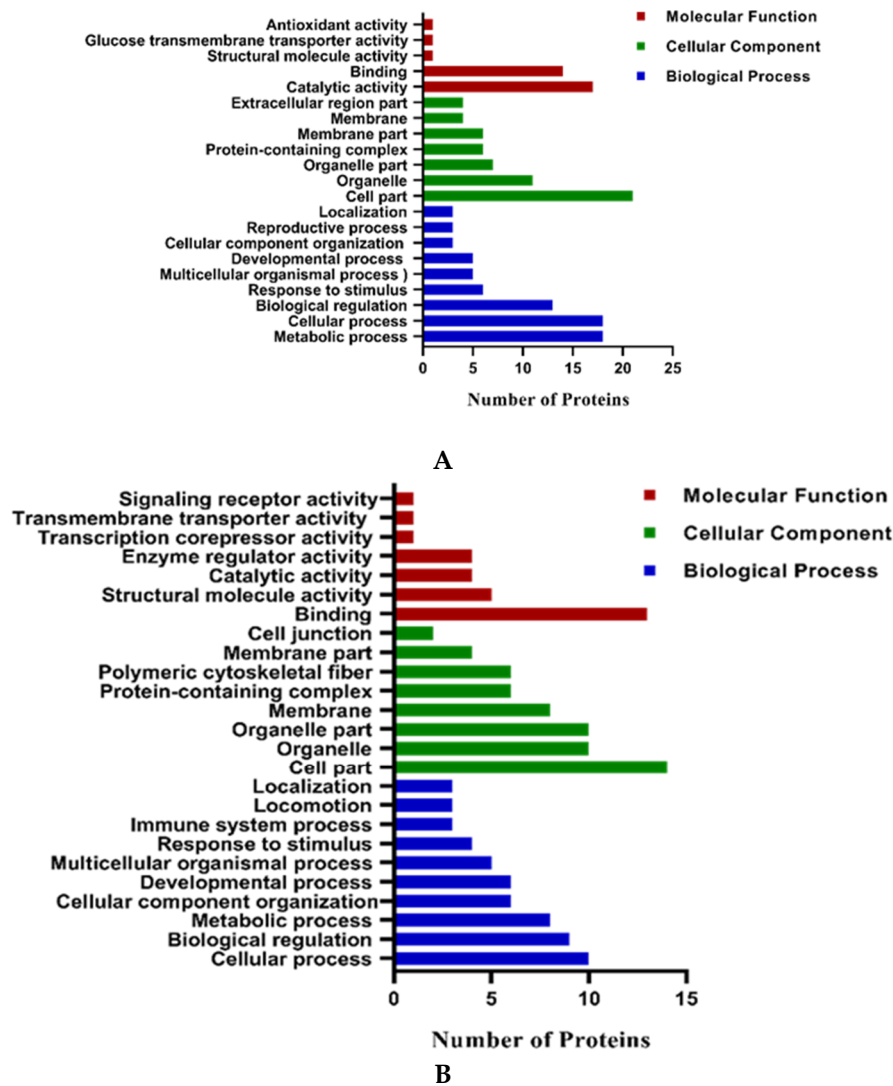 Antioxidant activity
Glucose transmembrane transporter activity
Structural molecule activity
Binding
Catalytic activity
Extracellular region part
Membrane
Membrane part
Protein-containing complex
Organelle part
Organelle
Cell part
Localization
Reproductive process
Cellular component organization
Developmental process
Multicellular organismal process )
Response to stimulus
Biological regulation
Cellular process
Metabolic process
Molecular Function
Cellular Component
Biological Process
0 5 10 15 20 25
Number of Proteins
A
Signaling receptor activity
Transmembrane transporter activity
Transcription corepressor activity
Enzyme regulator activity
Catalytic activity
Structural molecule activity
Binding
Cell junction
Membrane part
Polymeric cytoskeletal fiber
Protein-containing complex
Membrane
Organelle part
Organelle
Cell part
Localization
Locomotion
Immune system process
Response to stimulus
Multicellular organismal process
Developmental process
Cellular component organization
Metabolic process
Biological regulation
Cellular process
Molecular Function
Cellular Component
Biological Process
0 5 10 15
Number of Proteins
B